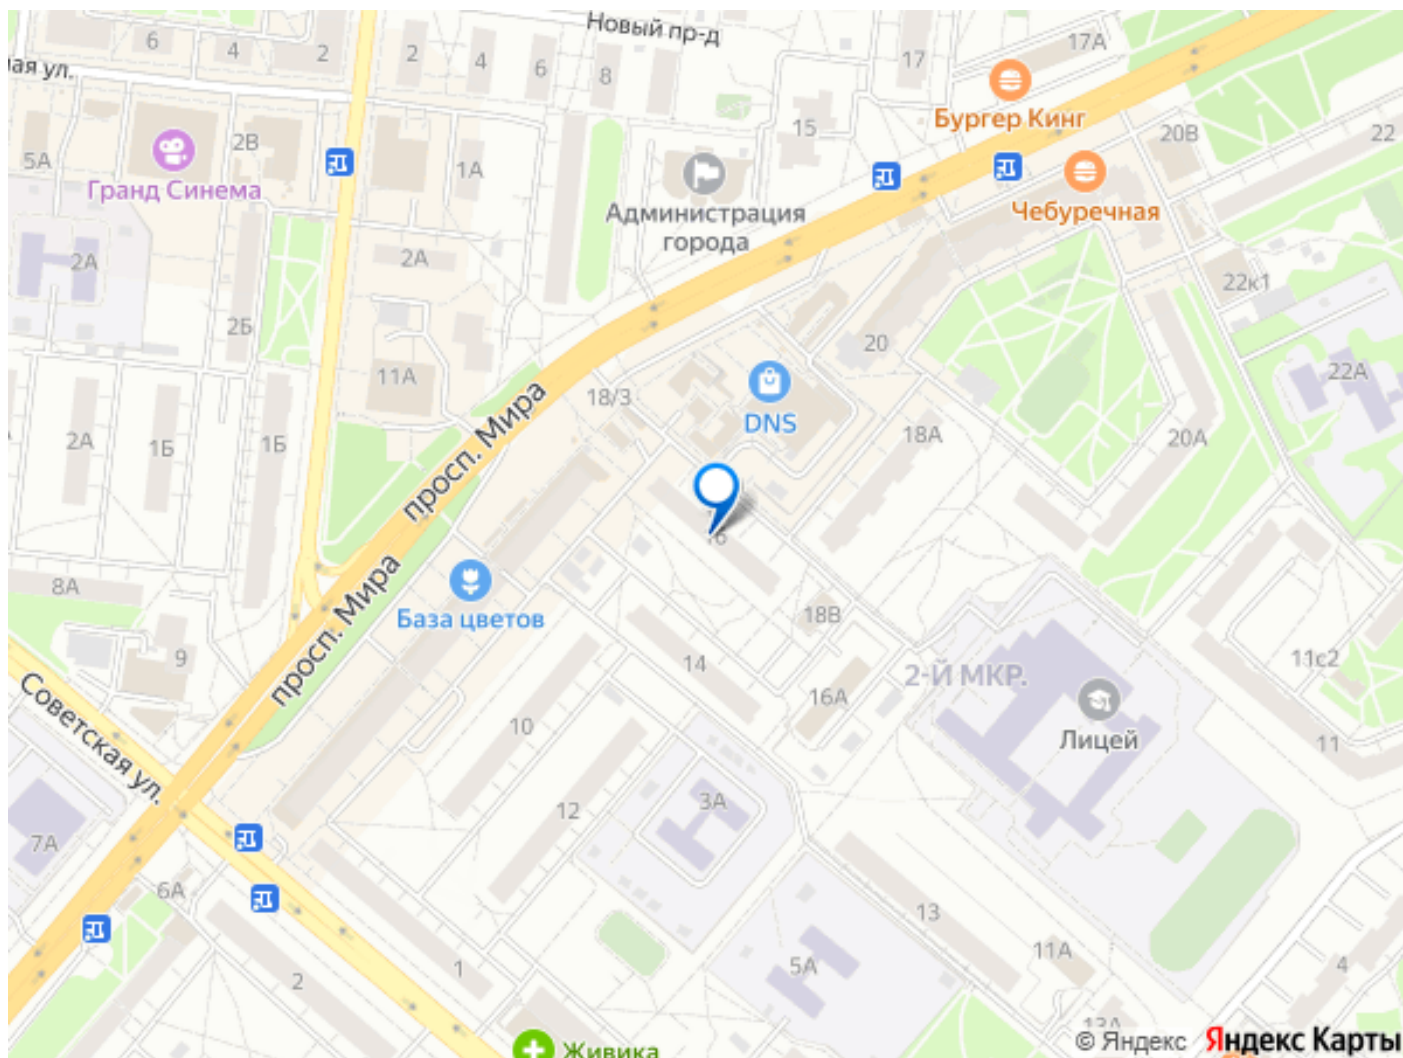 Новый пр-д
6
4
2
2
4
6
8
17
17А
ая ул.
Бургер Кинг
5А
2В
1А
15
20В
22
Гранд Синема
Администрация
города
Чебуречная
2А
2А
22к1
2Б
20
11А
22А
18/3
DNS
просп. Мира
2А
1Б
1Б
18А
20А
16
8А
База цветов
просп. Мира
18В
9
14
11с2
2-Й МКР.
16А
Советская ул.
10
Лицей
11
3А
12
7А
6А
13
11А
5А
4
1
2
13А
Живика
© Яндекс Яндекс Карты